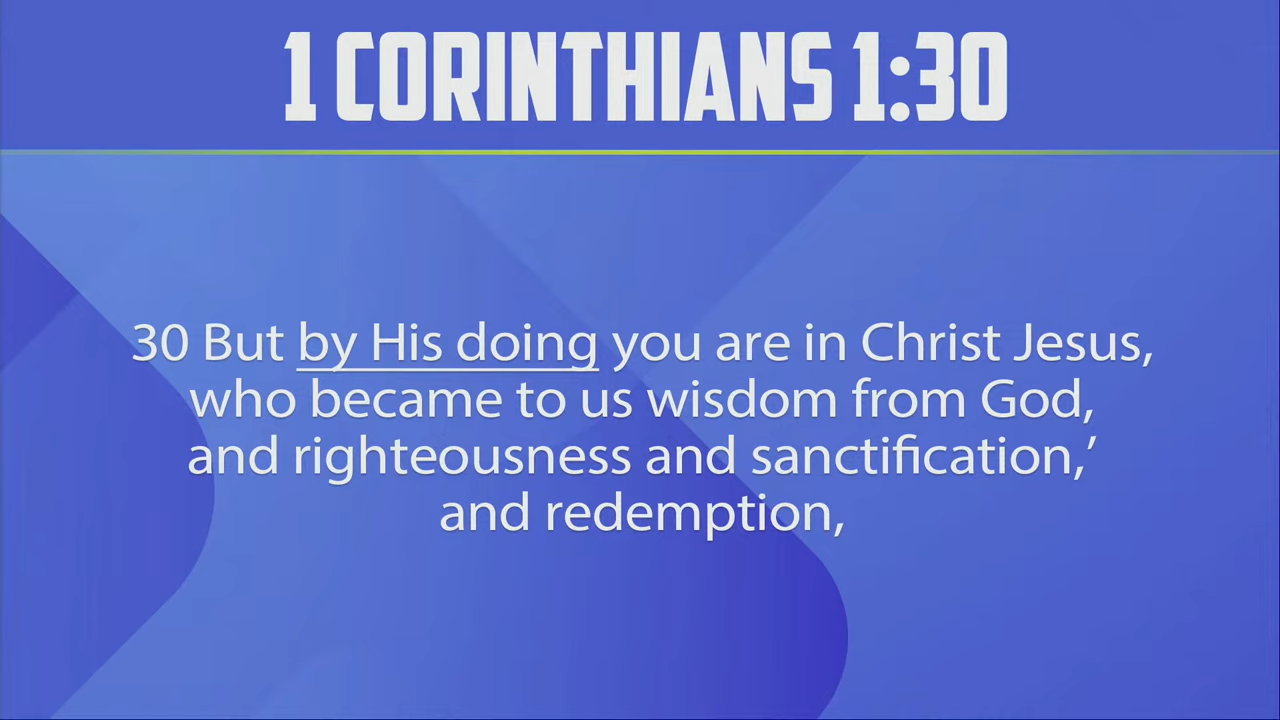 1 CORINTHIANS 1:30
30 But by His doing you are in Christ Jesus,
who became to us wisdom from God,
and righteousness and sanctification,’
and redemption,